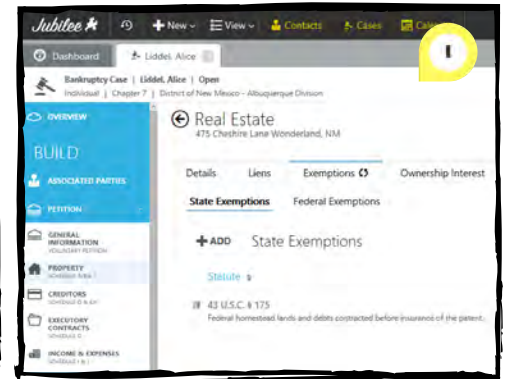 Jubilee
New
View
Contacts
Cases
Dashboard
Liddel, Alice
Bankruptcy Case | Liddel, Alice | Open
Individual | Chapter 7 | District of New Mexico - Albuquerque Division
OVERVIEW
BUILD
ASSOCIATED PARTIES
PETITION
GENERAL
INFORMATION
VOLUNTARY PETITION
PROPERTY
CREDITORS
EXECUTORY
CONTRACTS
INCOME & EXPENSES
Real Estate
475 Cheshire Lane Wonderland, NM
Details Liens Exemptions Ownership Interest
State Exemptions Federal Exemptions
+ ADD State Exemptions
Statute
43 U.S.C. § 175
Federal homestead lands and debts contracted before insurance of the patent.